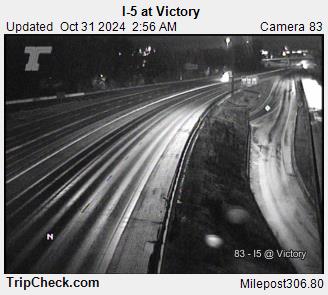 I-5 at Victory
Updated Oct 31 2024 2:56 AM Camera 83
T
N
83 - I5 @ Victory
TripCheck.com Milepost306.80